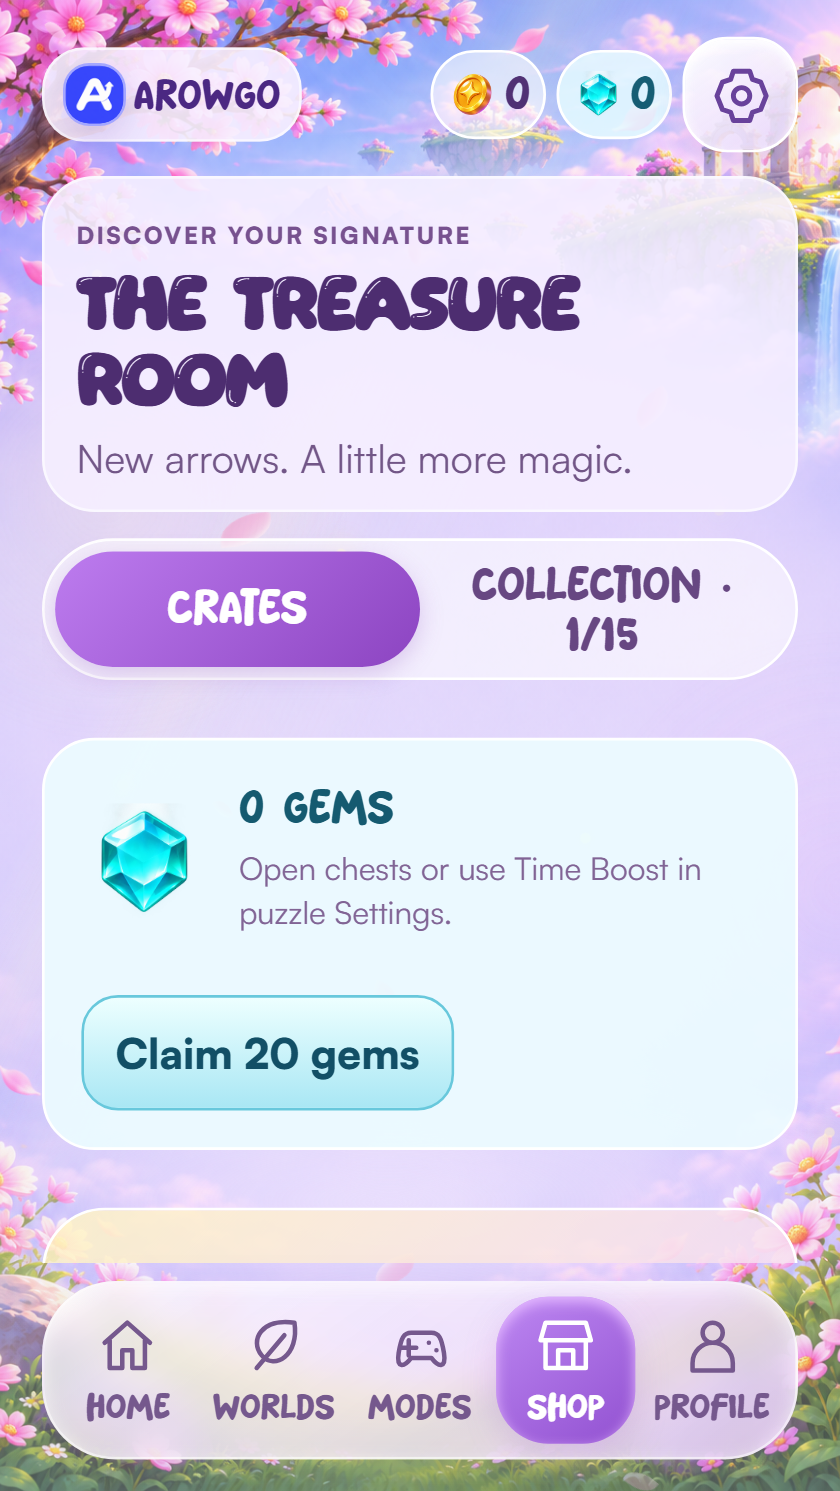 AROWGO
0
0
DISCOVER YOUR SIGNATURE
THE TREASURE
ROOM
New arrows. A little more magic.
CRATES
COLLECTION ·
1/15
0 GEMS
Open chests or use Time Boost in
puzzle Settings.
Claim 20 gems
HOME
WORLDS
MODES
SHOP
PROFILE